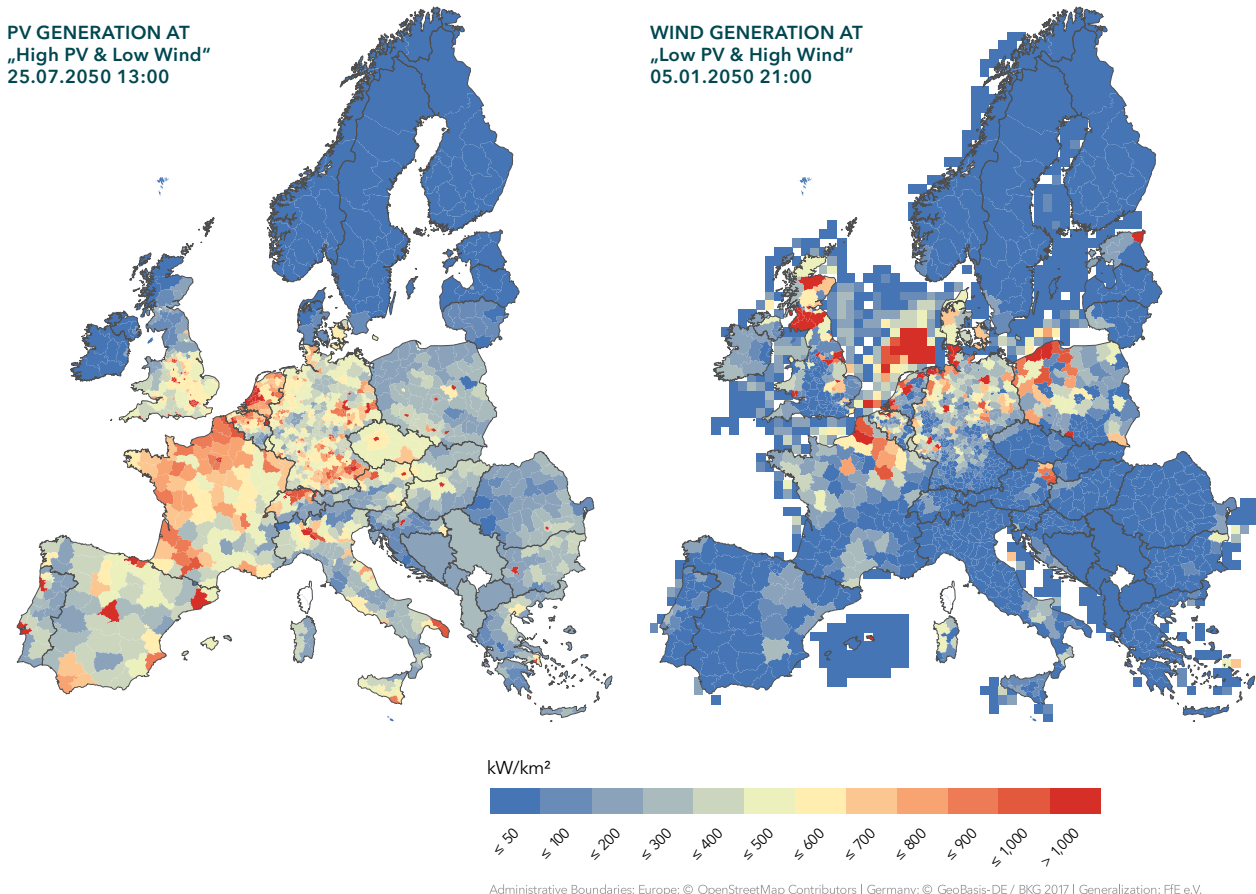 PV GENERATION AT
„High PV & Low Wind“
25.07.2050 13:00
WIND GENERATION AT
„Low PV & High Wind“
05.01.2050 21:00
kW/km²
≤ 50
≤ 100
≤ 200
≤ 300
≤ 400
≤ 500
≤ 600
≤ 700
≤ 800
≤ 900
≤ 1,000
> 1,000
Administrative Boundaries: Europe: © OpenStreetMap Contributors | Germany: © GeoBasis-DE / BKG 2017 | Generalization: FfE e.V.